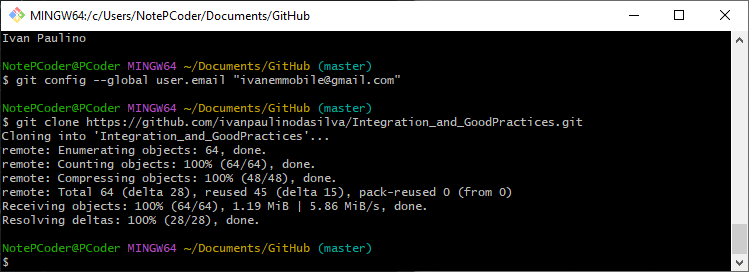 MINGW64:/c/Users/NotePCoder/Documents/GitHub
Ivan Paulino
NotePCoder@PCoder MINGW64 ~/Documents/GitHub (master)
$ git config --global user.email "ivanemmobile@gmail.com"
NotePCoder@PCoder MINGW64 ~/Documents/GitHub (master)
$ git clone https://github.com/ivanpaulinodasilva/Integration_and_GoodPractices.git
Cloning into 'Integration_and_GoodPractices'...
remote: Enumerating objects: 64, done.
remote: Counting objects: 100% (64/64), done.
remote: Compressing objects: 100% (48/48), done.
remote: Total 64 (delta 28), reused 45 (delta 15), pack-reused 0 (from 0)
Receiving objects: 100% (64/64), 1.19 MiB | 5.86 MiB/s, done.
Resolving deltas: 100% (28/28), done.
NotePCoder@PCoder MINGW64 ~/Documents/GitHub (master)
$